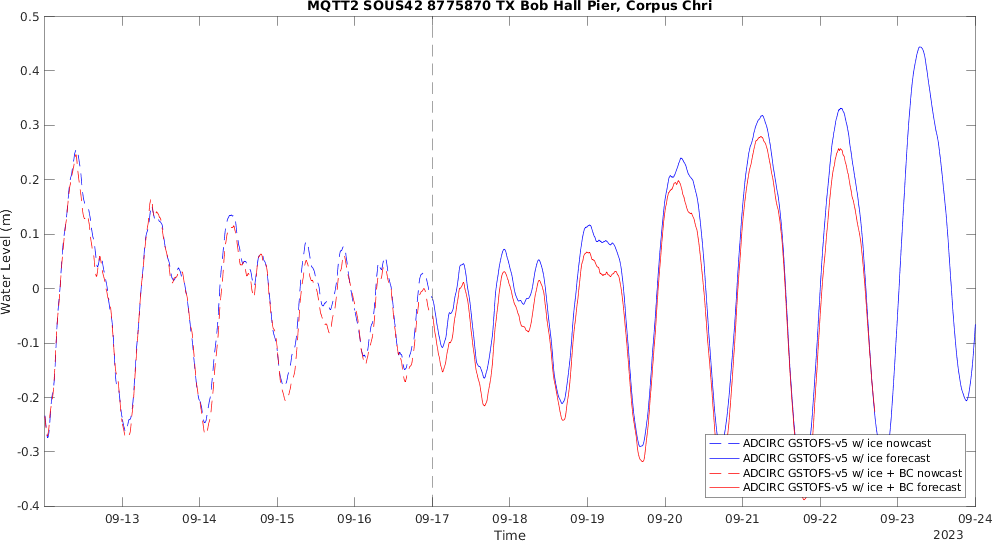 MQTT2 SOUS42 8775870 TX Bob Hall Pier, Corpus Chri
Water Level (m)
0.5
0.4
0.3
0.2
0.1
0
-0.1
-0.2
-0.3
-0.4
ADCIRC GSTOFS-v5 w/ ice nowcast
ADCIRC GSTOFS-v5 w/ ice forecast
ADCIRC GSTOFS-v5 w/ ice + BC nowcast
ADCIRC GSTOFS-v5 w/ ice + BC forecast
09-13 09-14 09-15 09-16 09-17 09-18 09-19 09-20 09-21 09-22 09-23 09-24
Time
2023